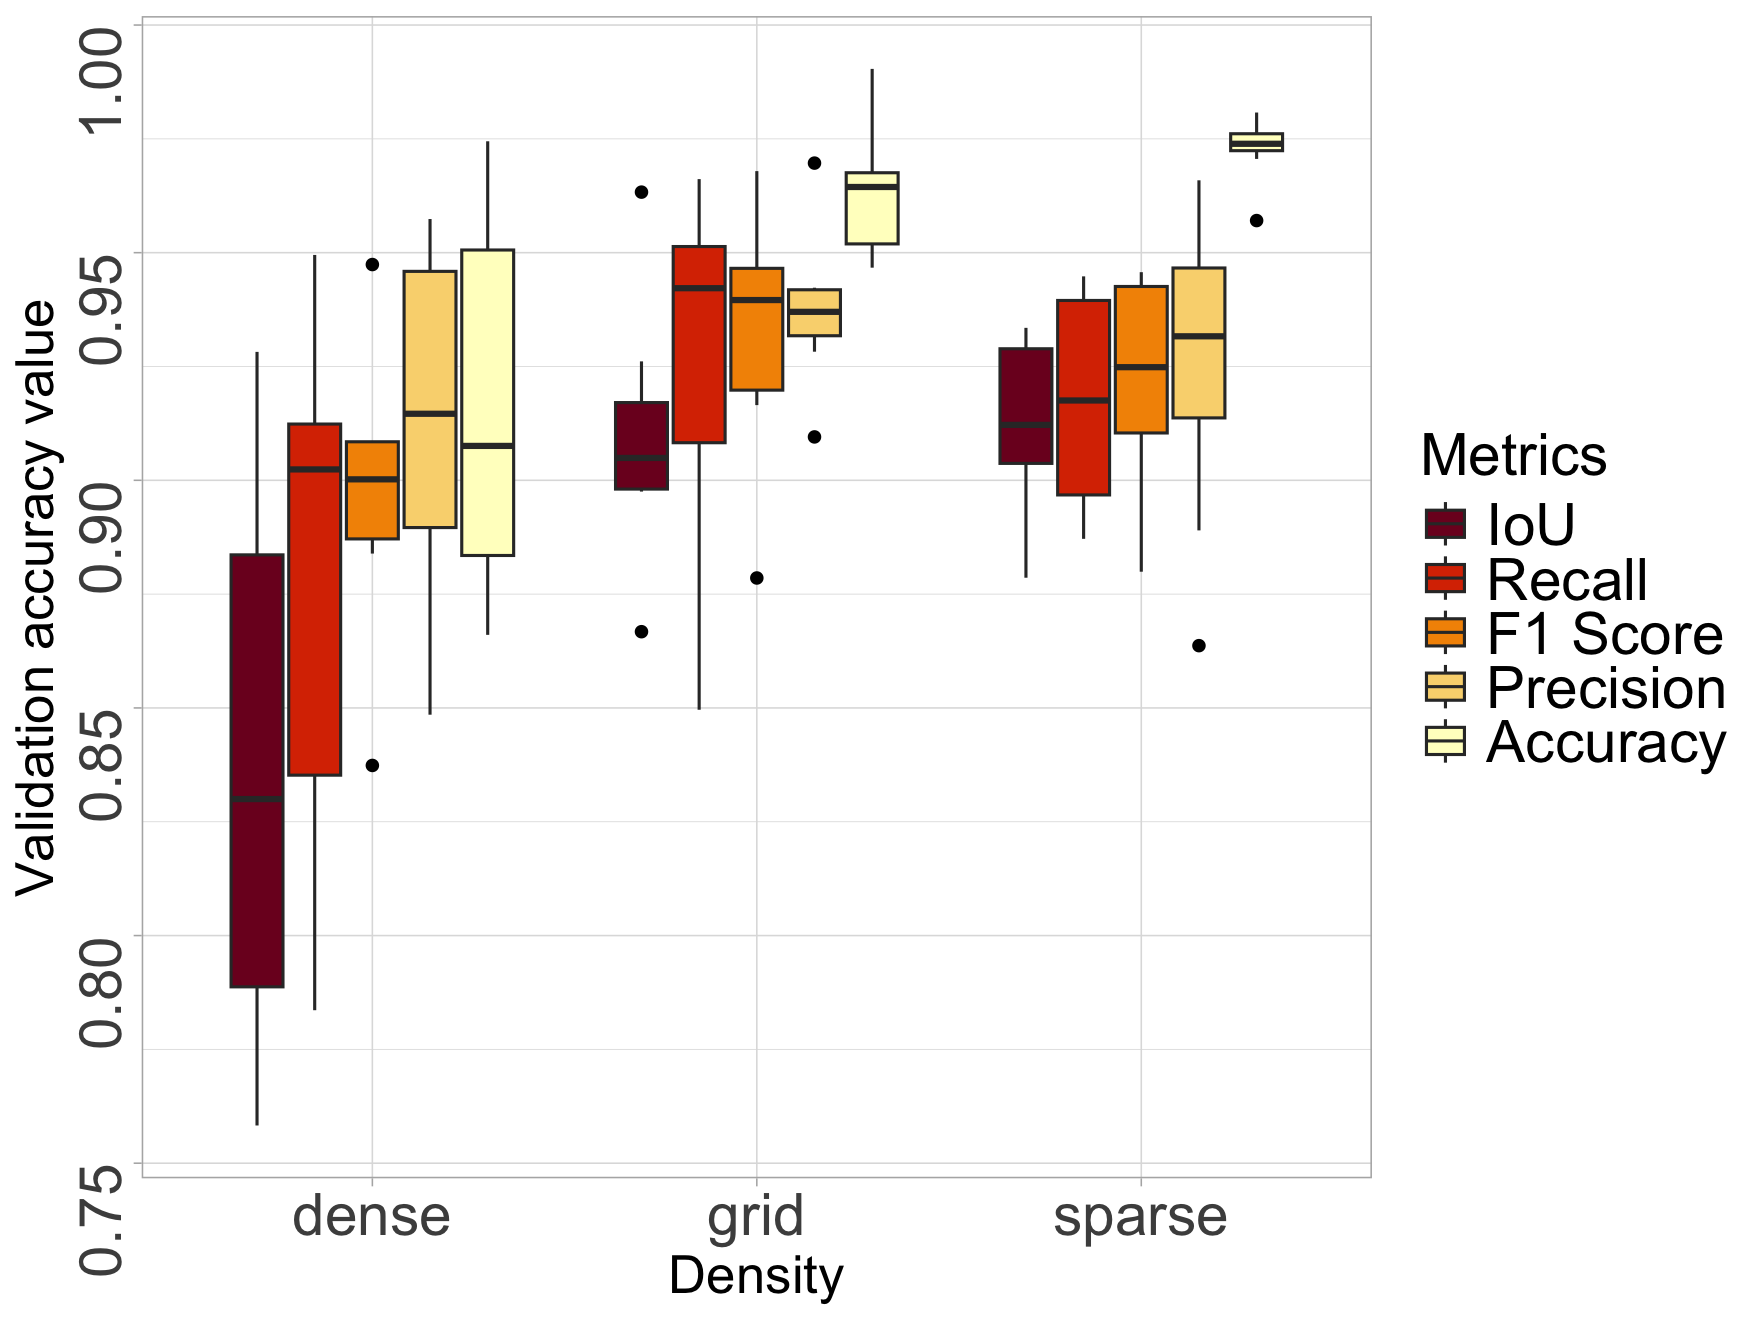 Validation accuracy value
1.00
0.95
0.90
0.85
0.80
0.75
dense grid sparse
Density
Metrics
IoU
Recall
F1 Score
Precision
Accuracy